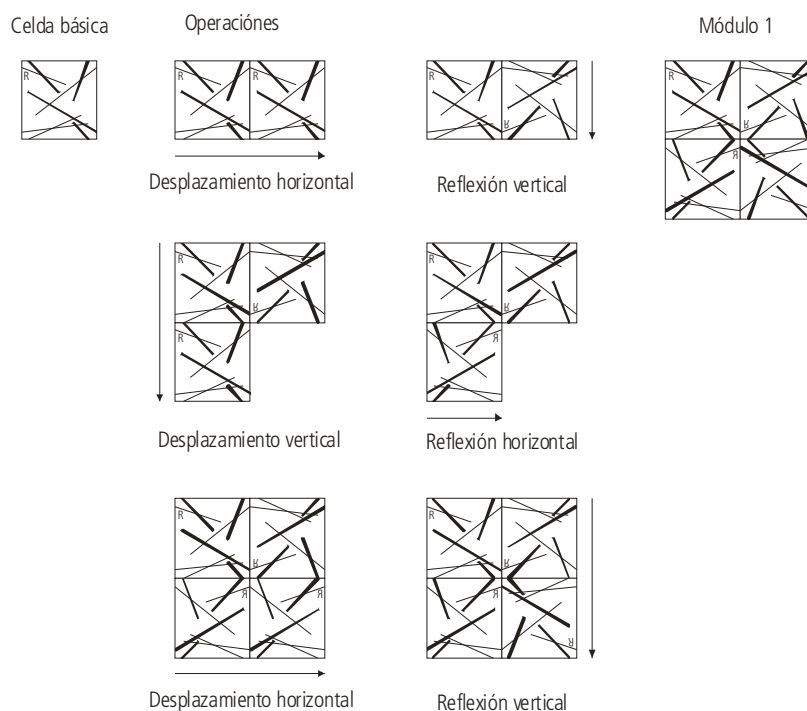 Celda básica
Operaciónes
Módulo 1
R
R R
R
R
Desplazamiento horizontal
Reflexión vertical
R
R
R
Desplazamiento vertical
Reflexión horizontal
R
R
Desplazamiento horizontal
Reflexión vertical